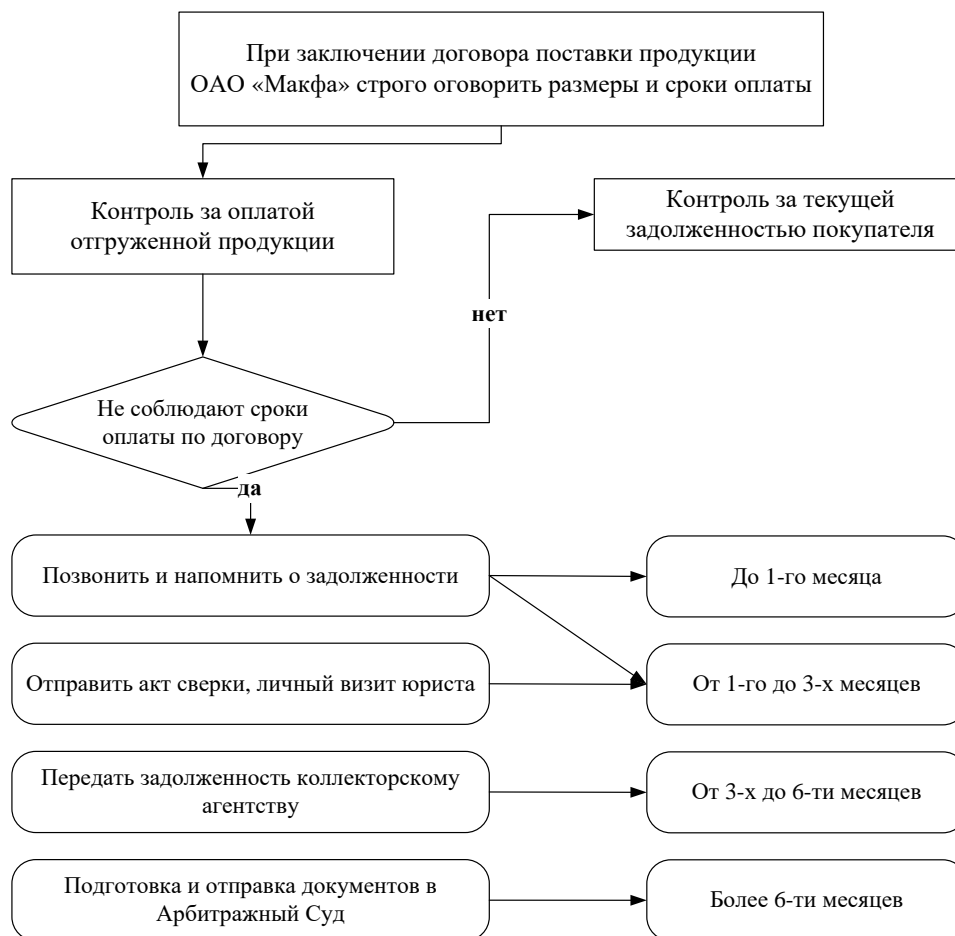 При заключении договора поставки продукции
ОАО «Макфа» строго оговорить размеры и сроки оплаты
Контроль за оплатой
отгруженной продукции
Контроль за текущей
задолженностью покупателя
нет
Не соблюдают сроки
оплаты по договору
да
Позвонить и напомнить о задолженности
До 1-го месяца
Отправить акт сверки, личный визит юриста
От 1-го до 3-х месяцев
Передать задолженность коллекторскому
агентству
От 3-х до 6-ти месяцев
Подготовка и отправка документов в
Арбитражный Суд
Более 6-ти месяцев